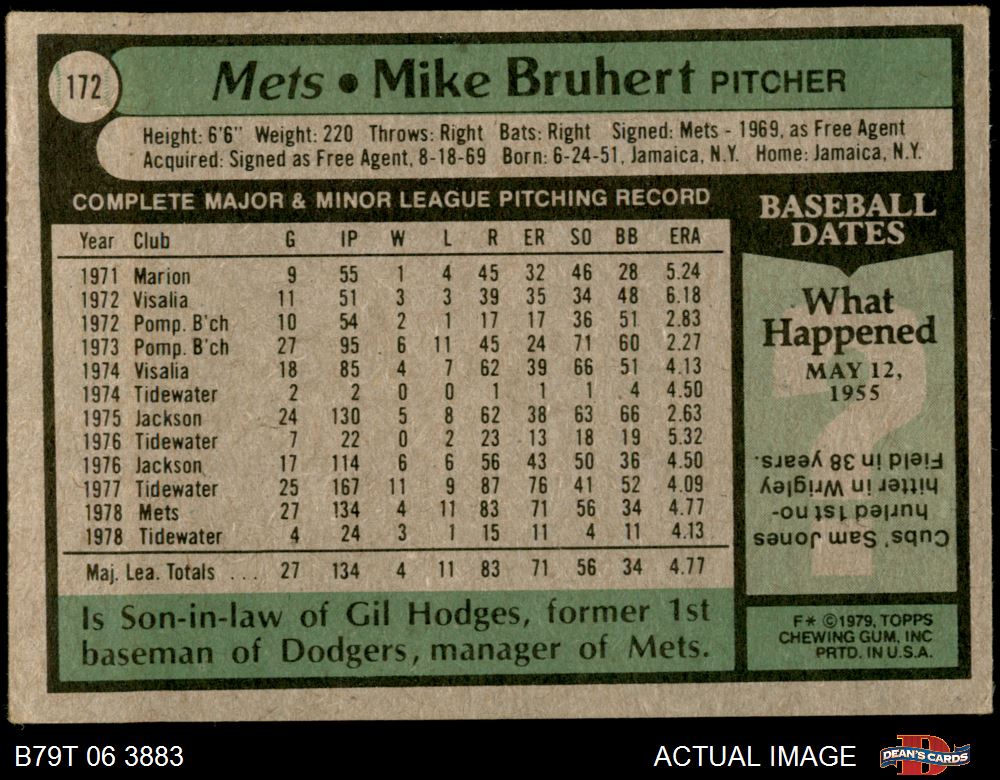 172
Mets • Mike Bruhert PITCHER
Height: 6'6" Weight: 220 Throws: Right Bats: Right Signed: Mets - 1969, as Free Agent
Acquired: Signed as Free Agent, 8-18-69 Born: 6-24-51, Jamaica, N.Y. Home: Jamaica, N.Y.
COMPLETE MAJOR & MINOR LEAGUE PITCHING RECORD
Year Club G IP W L R ER SO BB ERA
1971 Marion 9 55 1 4 45 32 46 28 5.24
1972 Visalia 11 51 3 3 39 35 34 48 6.18
1972 Pomp. B'ch 10 54 2 1 17 17 36 51 2.83
1973 Pomp. B'ch 27 95 6 11 45 24 71 60 2.27
1974 Visalia 18 85 4 7 62 39 66 51 4.13
1974 Tidewater 2 2 0 0 1 1 1 4 4.50
1975 Jackson 24 130 5 8 62 38 63 66 2.63
1976 Tidewater 7 22 0 2 23 13 18 19 5.32
1976 Jackson 17 114 6 6 56 43 50 36 4.50
1977 Tidewater 25 167 11 9 87 76 41 52 4.09
1978 Mets 27 134 4 11 83 71 56 34 4.77
1978 Tidewater 4 24 3 1 15 11 4 11 4.13
Maj. Lea. Totals ... 27 134 4 11 83 71 56 34 4.77
Is Son-in-law of Gil Hodges, former 1st
baseman of Dodgers, manager of Mets.
BASEBALL
DATES
What
Happened
MAY 12,
1955
?
Cubs' Sam Jones
hurled 1st no-
hitter in Wrigley
Field in 38 years.
F* ©1979, TOPPS
CHEWING GUM, INC
PRTD. IN U.S.A.
B79T 06 3883
ACTUAL IMAGE
D
DEAN'S CARDS